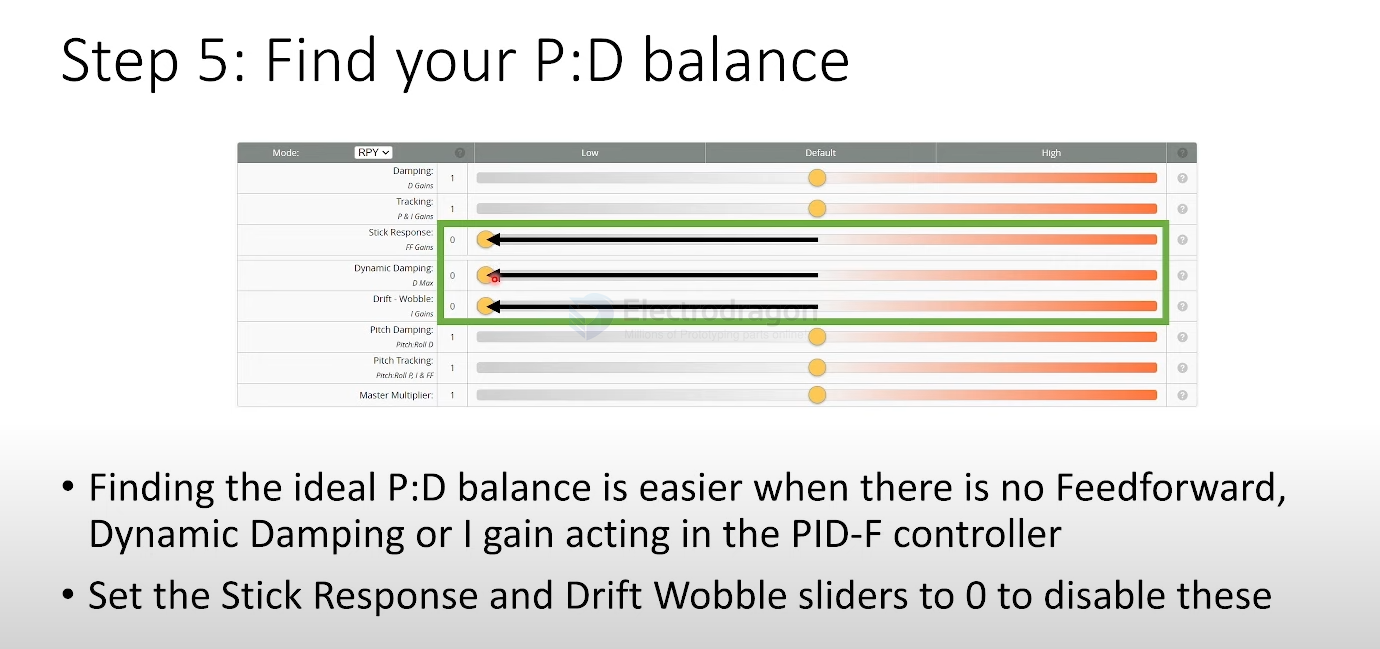 Step 5: Find your P:D balance
Mode: RPY Low Default High
Damping: 1
D Gains
Tracking: 1
P & I Gains
Stick Response: 0
FF Gains
Dynamic Damping: 0
D Max
Drift - Wobble: 0
I Gains
Electrodragon
Pitch Damping: 1
Pitch:Roll D
Pitch Tracking: 1
Pitch:Roll P, I & FF
Master Multiplier: 1
• Finding the ideal P:D balance is easier when there is no Feedforward,
Dynamic Damping or I gain acting in the PID-F controller
• Set the Stick Response and Drift Wobble sliders to 0 to disable these